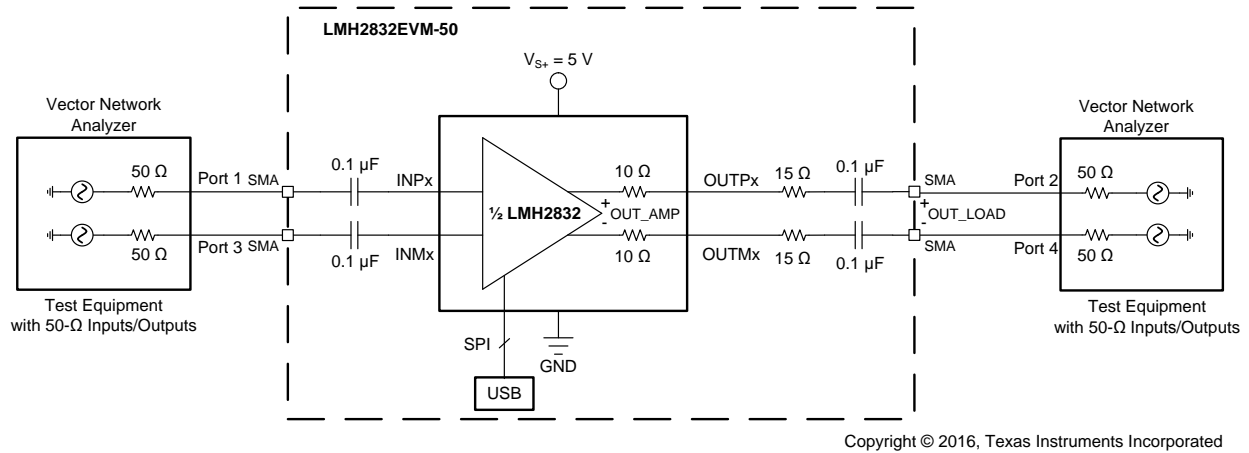 LMH2832EVM-50
V_S+ = 5 V
Vector Network
Analyzer
50 Ω
Port 1 SMA
50 Ω
Port 3 SMA
Test Equipment
with 50-Ω Inputs/Outputs
0.1 µF
INPx
0.1 µF
INMx
½ LMH2832
10 Ω
+
OUT_AMP
-
10 Ω
SPI
USB
GND
OUTPx
15 Ω
0.1 µF
OUTMx
15 Ω
0.1 µF
SMA
Port 2
+
OUT_LOAD
-
SMA
Port 4
Vector Network
Analyzer
50 Ω
50 Ω
Test Equipment
with 50-Ω Inputs/Outputs
Copyright © 2016, Texas Instruments Incorporated